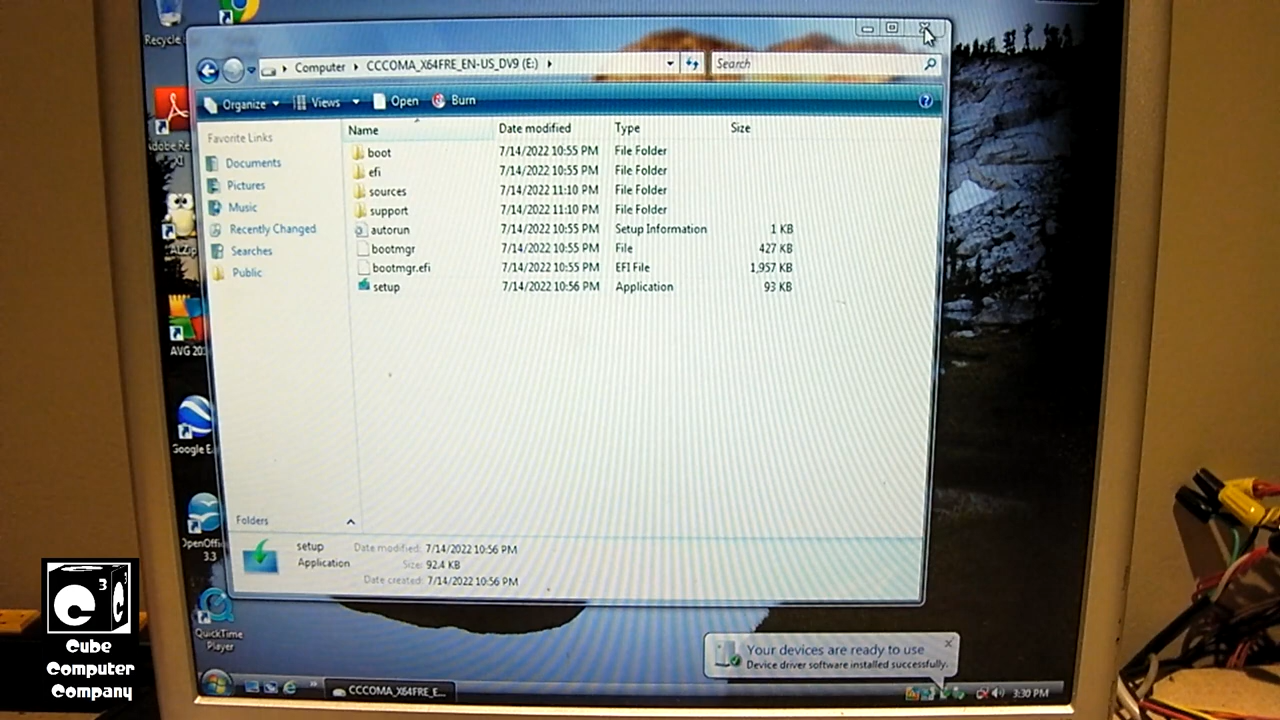 Recycle
Computer CCCOMA_X64FRE_EN-US_DV9 (E:)
Search
Organize Views Open Burn
Favorite Links
Documents
Pictures
Music
Recently Changed
Searches
Public
Folders
Name Date modified Type Size
boot 7/14/2022 10:55 PM File Folder
efi 7/14/2022 10:55 PM File Folder
sources 7/14/2022 11:10 PM File Folder
support 7/14/2022 11:10 PM File Folder
autorun 7/14/2022 10:55 PM Setup Information 1 KB
bootmgr 7/14/2022 10:55 PM File 427 KB
bootmgr.efi 7/14/2022 10:55 PM EFI File 1,957 KB
setup 7/14/2022 10:56 PM Application 93 KB
setup Date modified: 7/14/2022 10:56 PM
Application Size: 92.4 KB
Date created: 7/14/2022 10:56 PM
Adobe Re
XI
ALZip
AVG 20
Google Ea
OpenOffi
3.3
QuickTime
Player
Your devices are ready to use
Device driver software installed successfully.
CCCOMA_X64FRE_E...
3:30 PM
C3C
Cube
Computer
Company